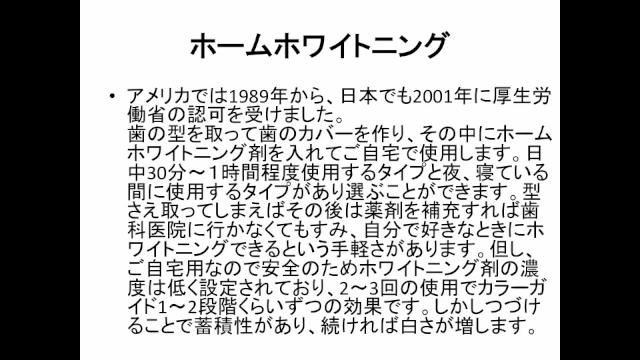 ホームホワイトニング
• アメリカでは1989年から、日本でも2001年に厚生労
働省の認可を受けました。
歯の型を取って歯のカバーを作り、その中にホーム
ホワイトニング剤を入れてご自宅で使用します。日
中30分～１時間程度使用するタイプと夜、寝ている
間に使用するタイプがあり選ぶことができます。型
さえ取ってしまえばその後は薬剤を補充すれば歯
科医院に行かなくてもすみ、自分で好きなときにホ
ワイトニングできるという手軽さがあります。但し、
ご自宅用なので安全のためホワイトニング剤の濃
度は低く設定されており、2～3回の使用でカラーガ
イド1～2段階くらいずつの効果です。しかしつづけ
ることで蓄積性があり、続ければ白さが増します。